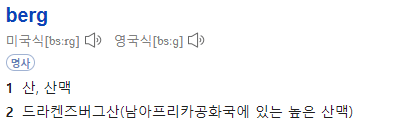 berg
미국식[bɜːrg] 영국식[bɜːg]
명사
1 산, 산맥
2 드라켄즈버그산(남아프리카공화국에 있는 높은 산맥)